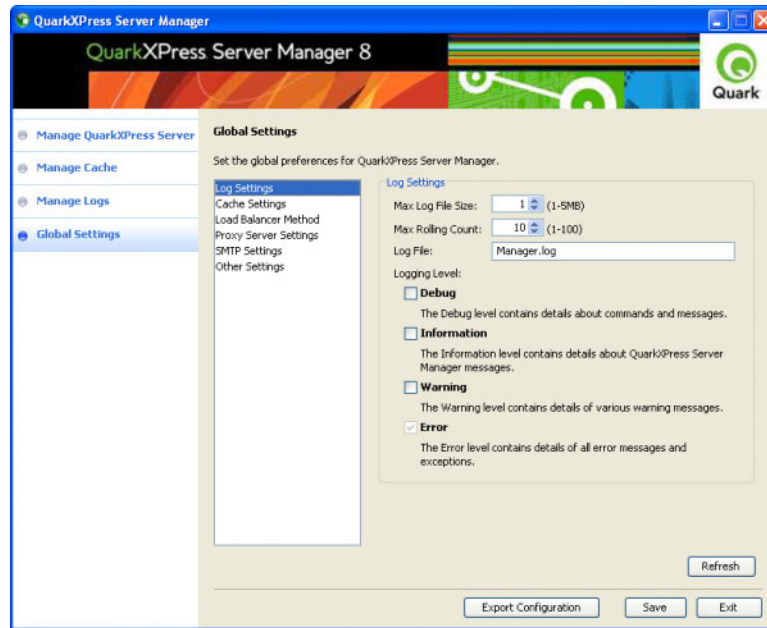 QuarkXPress Server Manager
QuarkXPress Server Manager 8
Quark
Manage QuarkXPress Server
Manage Cache
Manage Logs
Global Settings
Global Settings
Set the global preferences for QuarkXPress Server Manager.
Log Settings
Cache Settings
Load Balancer Method
Proxy Server Settings
SMTP Settings
Other Settings
Log Settings
Max Log File Size: 1 (1-5MB)
Max Rolling Count: 10 (1-100)
Log File: Manager.log
Logging Level:
Debug
The Debug level contains details about commands and messages.
Information
The Information level contains details about QuarkXPress Server
Manager messages.
Warning
The Warning level contains details of various warning messages.
Error
The Error level contains details of all error messages and
exceptions.
Refresh
Export Configuration Save Exit